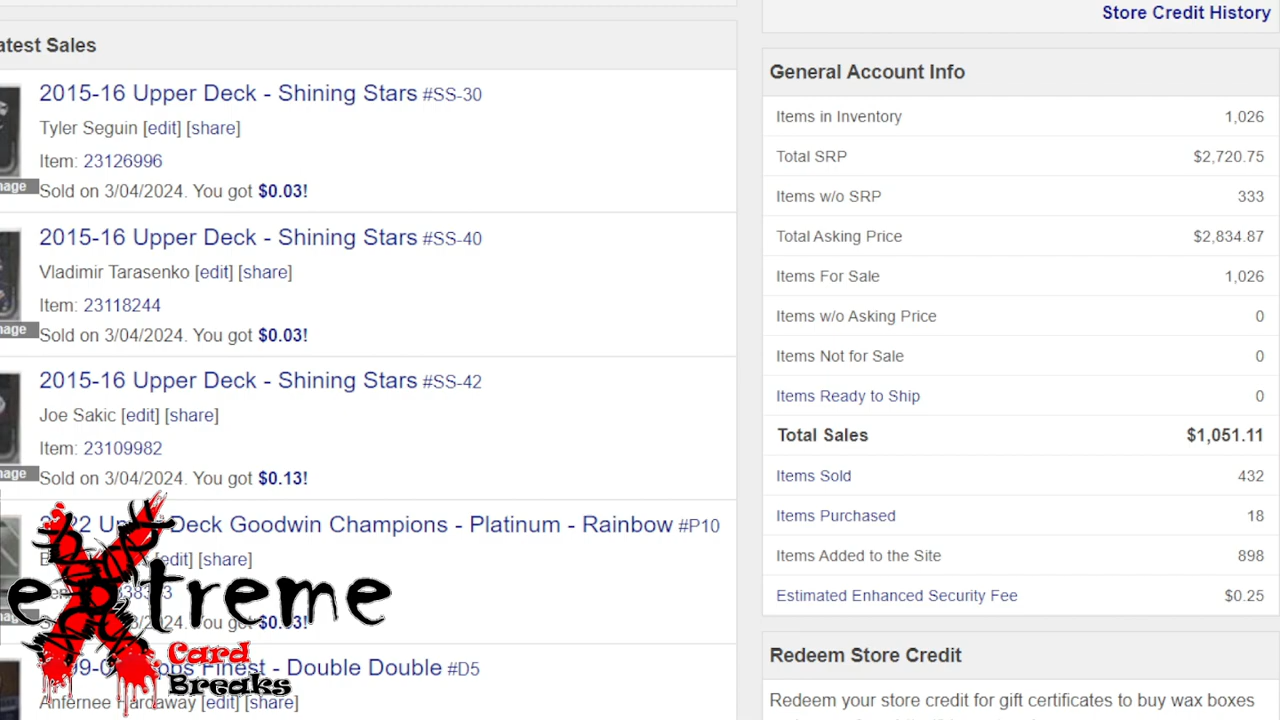 atest Sales
2015-16 Upper Deck - Shining Stars #SS-30
Tyler Seguin [edit] [share]
Item: 23126996
nage
Sold on 3/04/2024. You got $0.03!
2015-16 Upper Deck - Shining Stars #SS-40
Vladimir Tarasenko [edit] [share]
Item: 23118244
nage
Sold on 3/04/2024. You got $0.03!
2015-16 Upper Deck - Shining Stars #SS-42
Joe Sakic [edit] [share]
Item: 23109982
nage
Sold on 3/04/2024. You got $0.13!
Deck Goodwin Champions - Platinum - Rainbow #P10
[edit] [share]
You got
Finest - Double Double #D5
Anfernee Hardaway [edit] [share]
eXtreme
Card
Breaks
Store Credit History
General Account Info
Items in Inventory 1,026
Total SRP $2,720.75
Items w/o SRP 333
Total Asking Price $2,834.87
Items For Sale 1,026
Items w/o Asking Price 0
Items Not for Sale 0
Items Ready to Ship 0
Total Sales $1,051.11
Items Sold 432
Items Purchased 18
Items Added to the Site 898
Estimated Enhanced Security Fee $0.25
Redeem Store Credit
Redeem your store credit for gift certificates to buy wax boxes